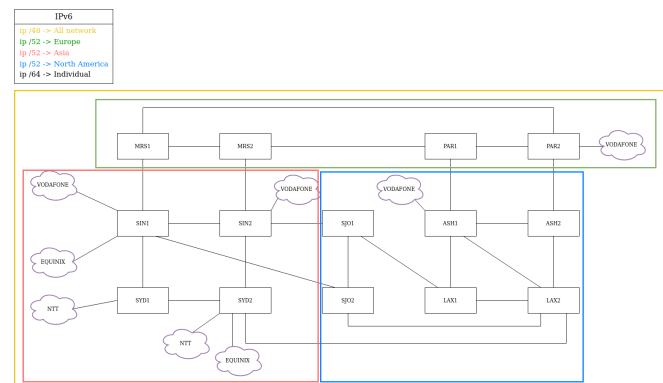 IPv6
ip /48 -> All network
ip /52 -> Europe
ip /52 -> Asia
ip /52 -> North America
ip /64 -> Individual
MRS1
MRS2
PAR1
PAR2
VODAFONE
VODAFONE
VODAFONE
VODAFONE
SIN1
SIN2
SJO1
ASH1
ASH2
EQUINIX
SYD1
SYD2
SJO2
LAX1
LAX2
NTT
NTT
EQUINIX